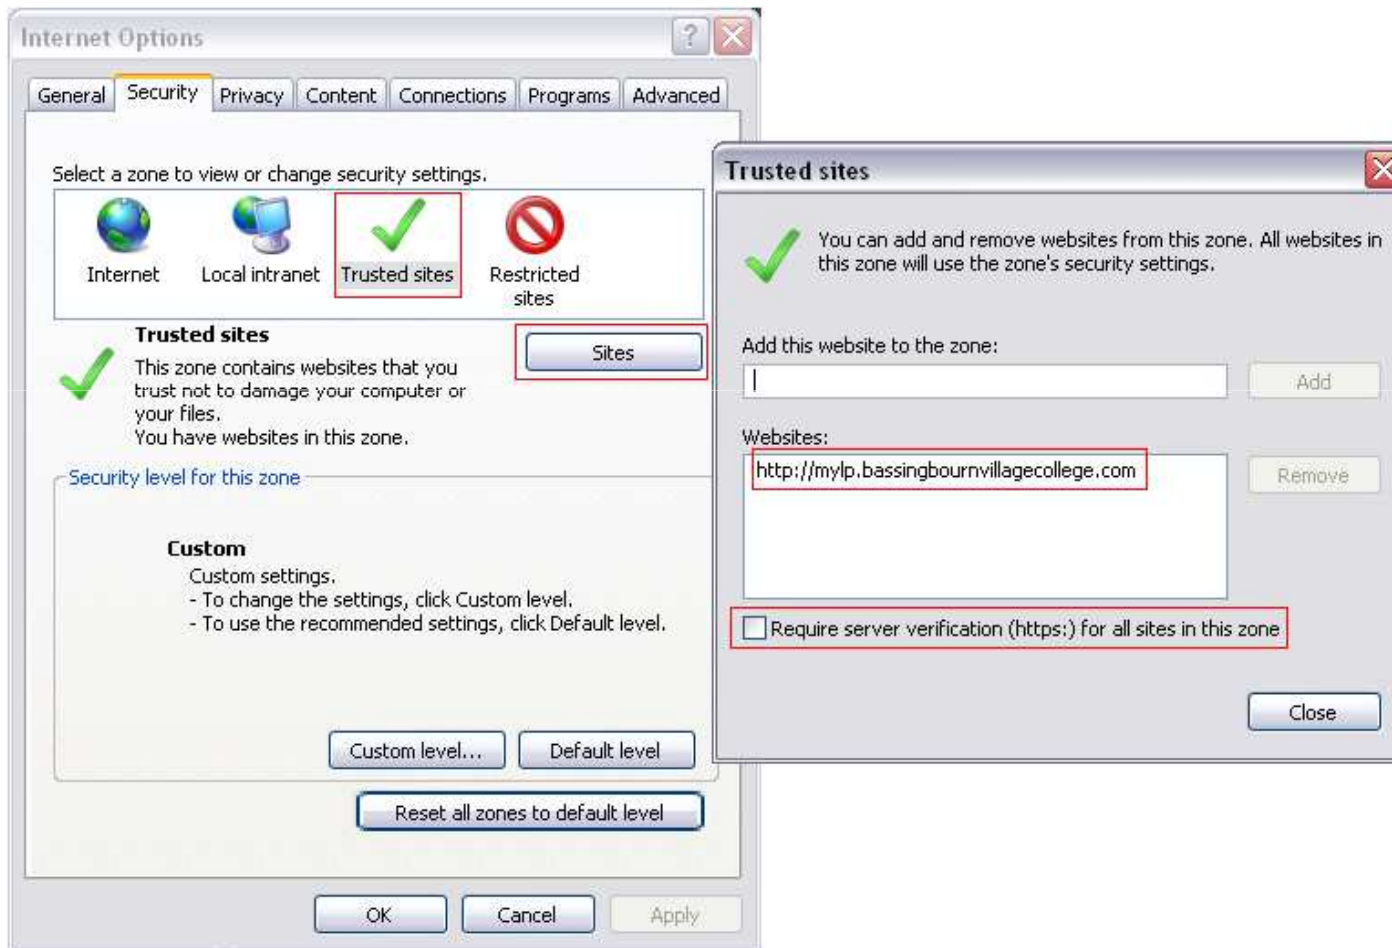 Internet Options
?
General
Security
Privacy
Content
Connections
Programs
Advanced
Select a zone to view or change security settings.
Internet
Local intranet
Trusted sites
Restricted
sites
Trusted sites
Sites
This zone contains websites that you
trust not to damage your computer or
your files.
You have websites in this zone.
Security level for this zone
Custom
Custom settings.
- To change the settings, click Custom level.
- To use the recommended settings, click Default level.
Custom level...
Default level
Reset all zones to default level
OK
Cancel
Apply
Trusted sites
You can add and remove websites from this zone. All websites in
this zone will use the zone's security settings.
Add this website to the zone:
Add
Websites:
http://mylp.bassingbournvillagecollege.com
Remove
Require server verification (https:) for all sites in this zone
Close